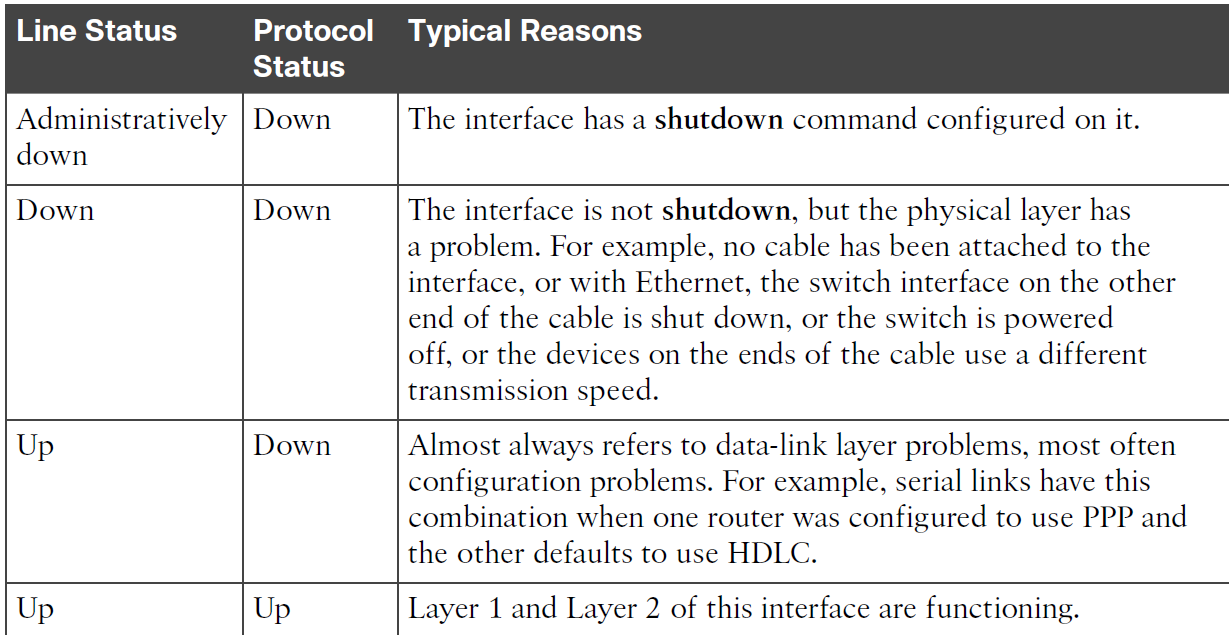 Line Status Protocol Status Typical Reasons
Administratively down Down The interface has a shutdown command configured on it.
Down Down The interface is not shutdown, but the physical layer has
a problem. For example, no cable has been attached to the
interface, or with Ethernet, the switch interface on the other
end of the cable is shut down, or the switch is powered
off, or the devices on the ends of the cable use a different
transmission speed.
Up Down Almost always refers to data-link layer problems, most often
configuration problems. For example, serial links have this
combination when one router was configured to use PPP and
the other defaults to use HDLC.
Up Up Layer 1 and Layer 2 of this interface are functioning.